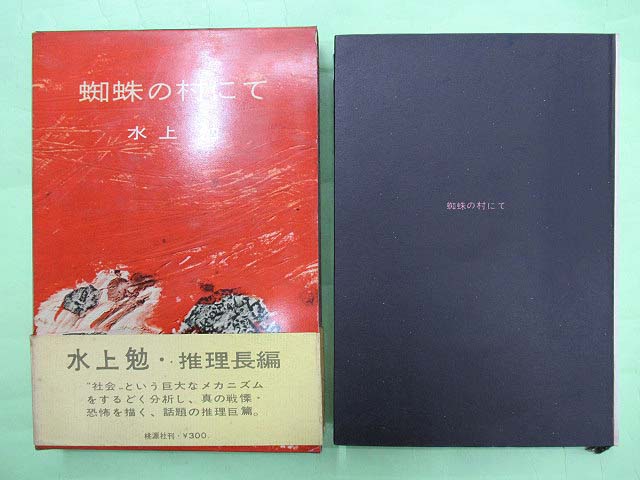 蜘蛛の村にて
水上勉
水上勉・推理長編
“社会„という巨大なメカニズム
をするどく分析し、真の戦慄・
恐怖を描く、話題の推理巨篇。
桃源社刊・¥300.
蜘蛛の村にて